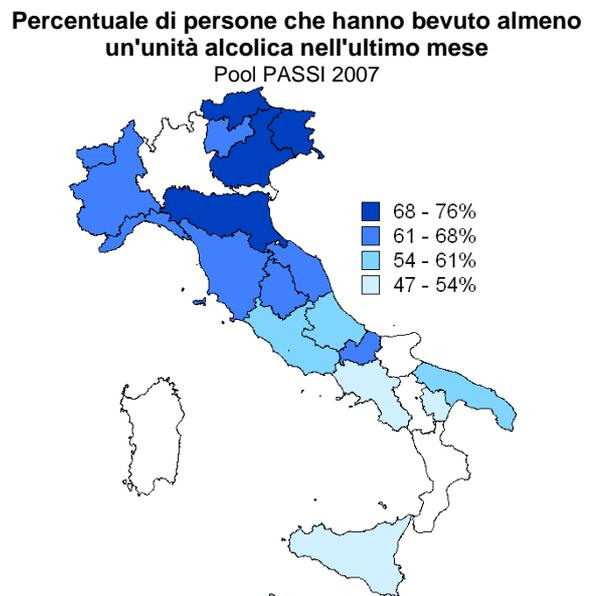 Percentuale di persone che hanno bevuto almeno
un'unità alcolica nell'ultimo mese
Pool PASSI 2007
68 - 76%
61 - 68%
54 - 61%
47 - 54%